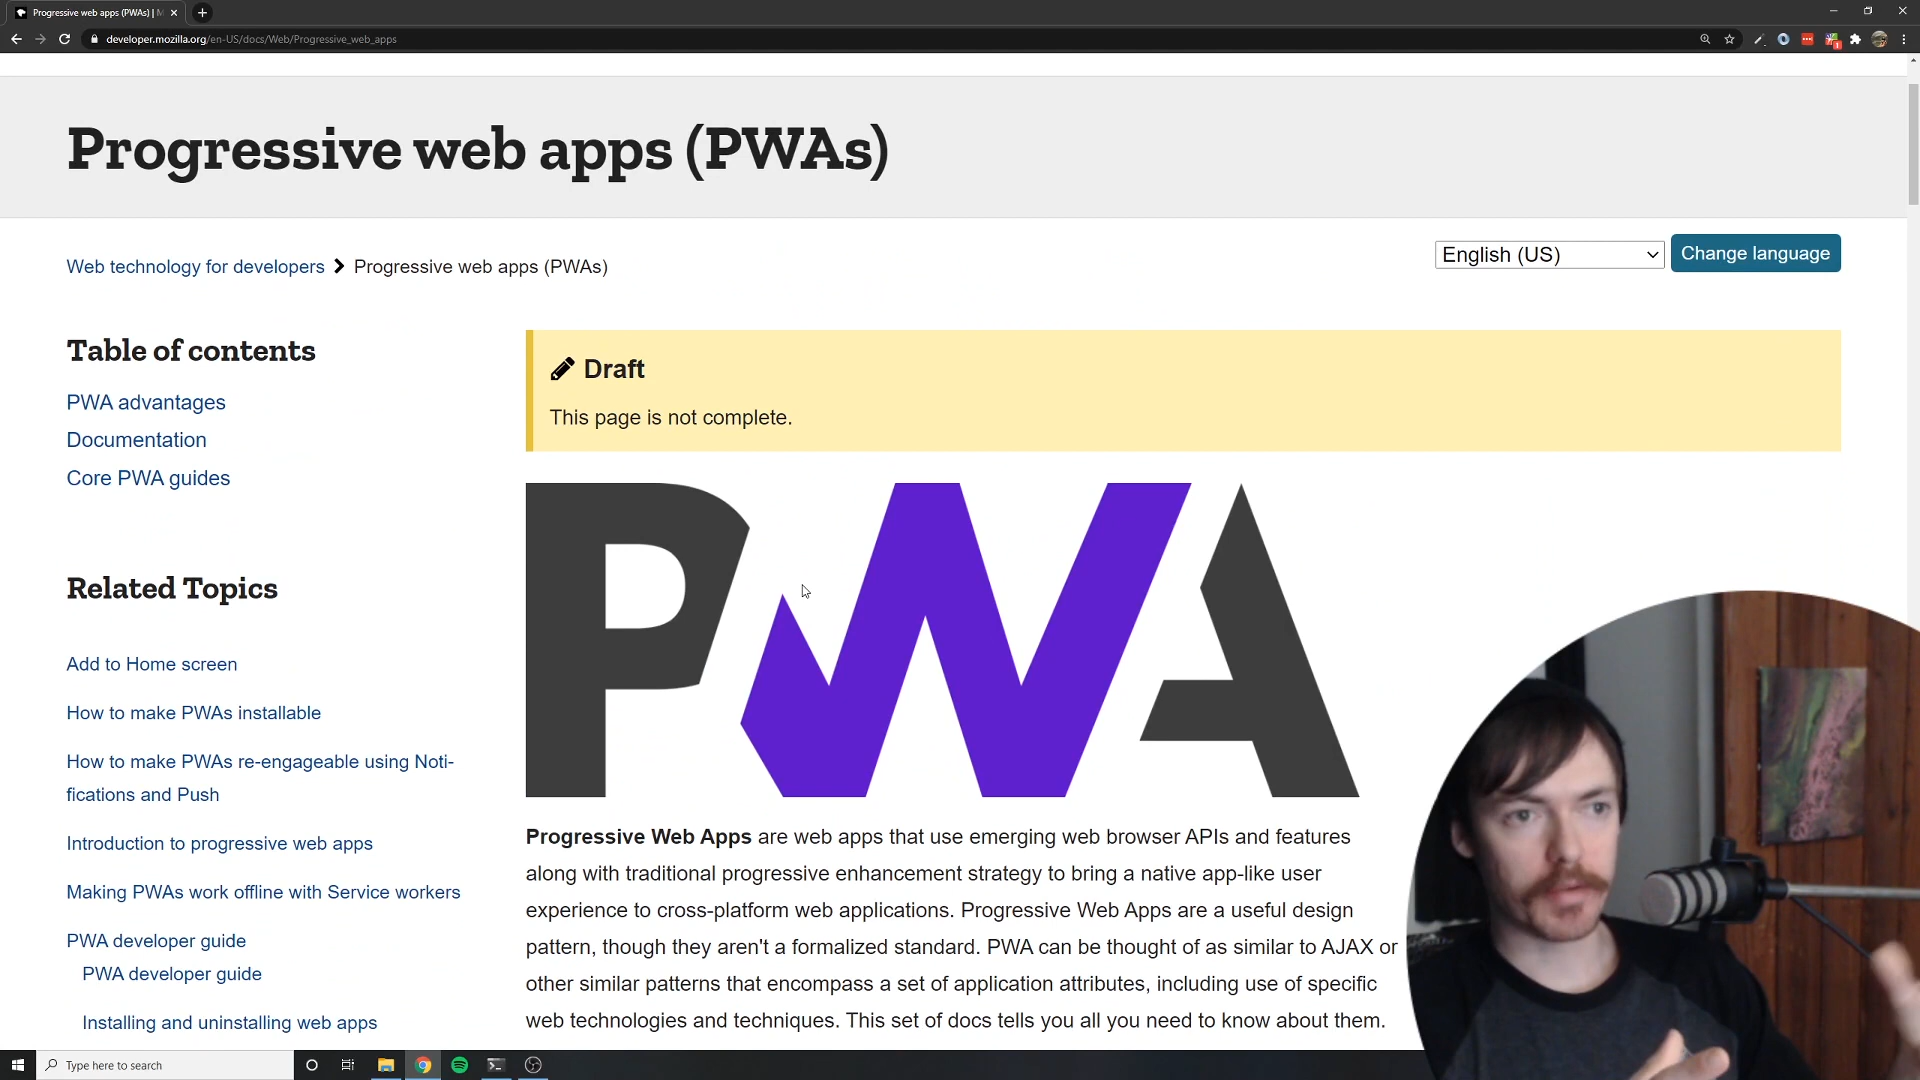 Progressive web apps (PWAs) | M
developer.mozilla.org/en-US/docs/Web/Progressive_web_apps
Progressive web apps (PWAs)
Web technology for developers Progressive web apps (PWAs)
English (US)
Change language
Table of contents
PWA advantages
Documentation
Core PWA guides
Related Topics
Add to Home screen
How to make PWAs installable
How to make PWAs re-engageable using Noti-
fications and Push
Introduction to progressive web apps
Making PWAs work offline with Service workers
PWA developer guide
PWA developer guide
Installing and uninstalling web apps
Draft
This page is not complete.
PWA
Progressive Web Apps are web apps that use emerging web browser APIs and features
along with traditional progressive enhancement strategy to bring a native app-like user
experience to cross-platform web applications. Progressive Web Apps are a useful design
pattern, though they aren't a formalized standard. PWA can be thought of as similar to AJAX or
other similar patterns that encompass a set of application attributes, including use of specific
web technologies and techniques. This set of docs tells you all you need to know about them.
Type here to search